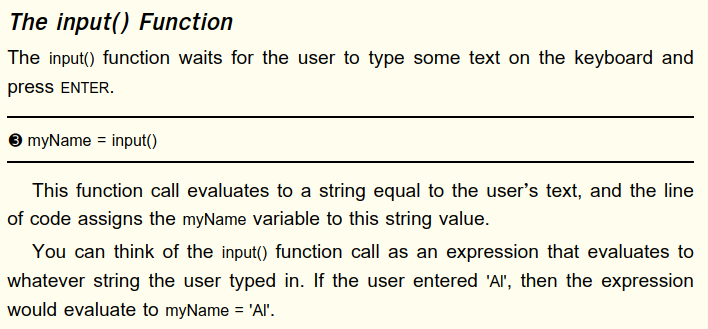 The input() Function
The input() function waits for the user to type some text on the keyboard and
press ENTER.
❸ myName = input()
This function call evaluates to a string equal to the user’s text, and the line
of code assigns the myName variable to this string value.
You can think of the input() function call as an expression that evaluates to
whatever string the user typed in. If the user entered 'Al', then the expression
would evaluate to myName = 'Al'.